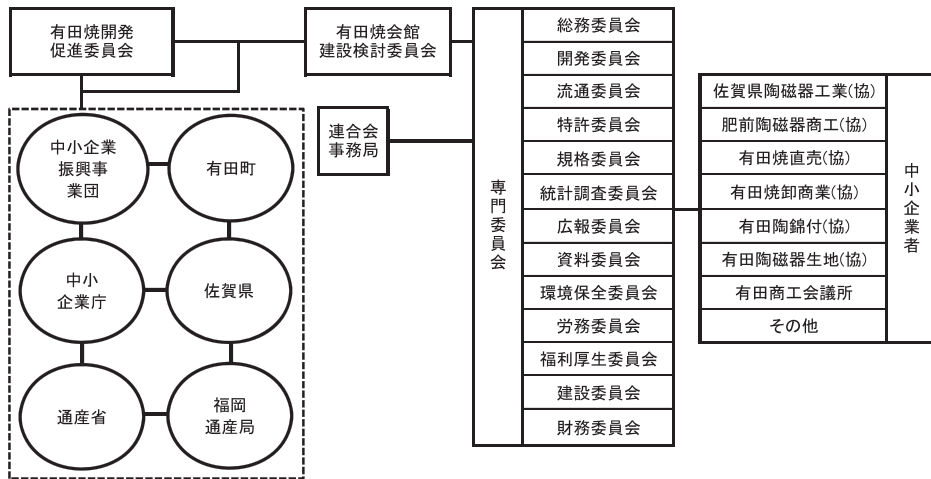 有田焼開発
促進委員会
有田焼会館
建設検討委員会
連合会
事務局
中小企業
振興事
業団
有田町
中小
企業庁
佐賀県
通産省
福岡
通産局
専門委員会
総務委員会
開発委員会
流通委員会
特許委員会
規格委員会
統計調査委員会
広報委員会
資料委員会
環境保全委員会
労務委員会
福利厚生委員会
建設委員会
財務委員会
佐賀県陶磁器工業(協)
肥前陶磁器商工(協)
有田焼直売(協)
有田焼卸商業(協)
有田陶錦付(協)
有田陶磁器生地(協)
有田商工会議所
その他
中小企業者